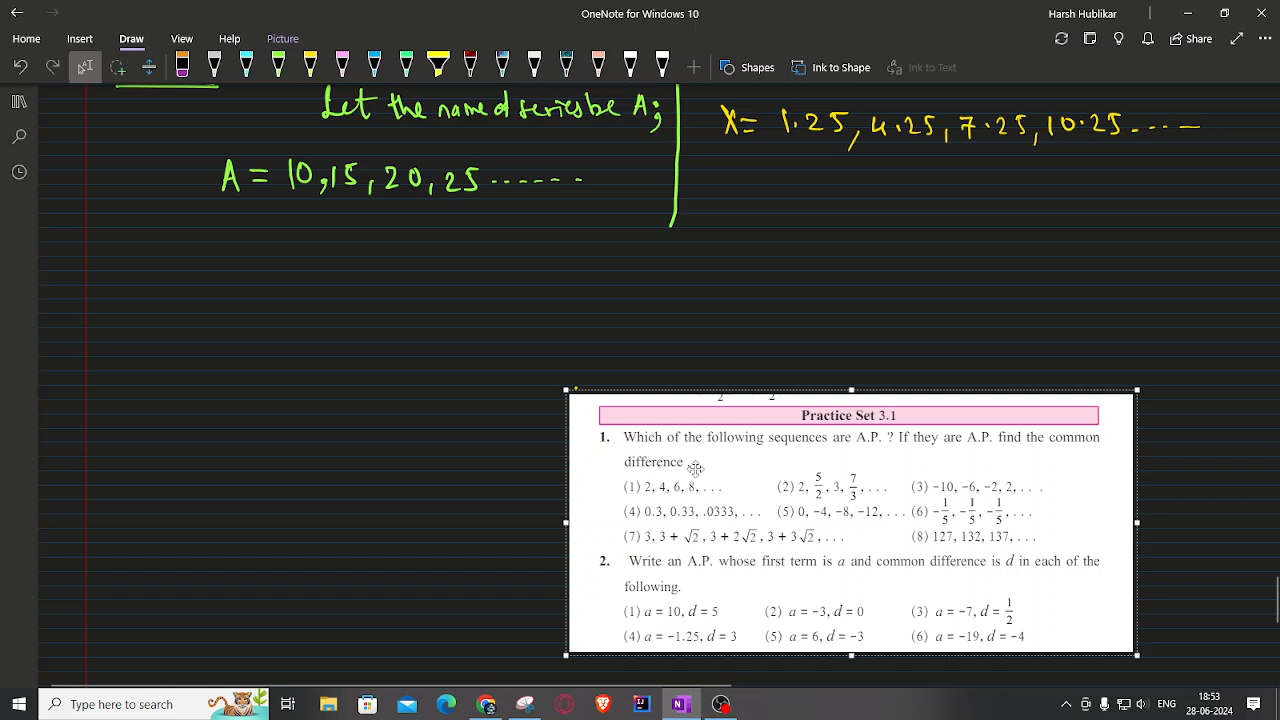 OneNote for Windows 10
Harsh Hublikar
Home Insert Draw View Help Picture
Share
Shapes Ink to Shape Ink to Text
Let the name of series be A;
A = 10, 15, 20, 25 ......
X = 1.25, 4.25, 7.25, 10.25 ....
Practice Set 3.1
1. Which of the following sequences are A.P. ? If they are A.P. find the common
difference
(1) 2, 4, 6, 8, . . . (2) 2, 5/2, 3, 7/3, . . . (3) −10, −6, −2, 2, . . .
(4) 0.3, 0.33, .0333, . . . (5) 0, −4, −8, −12, . . . (6) −1/5, −1/5, −1/5, . . .
(7) 3, 3 + √2, 3 + 2√2, 3 + 3√2, . . . (8) 127, 132, 137, . . .
2. Write an A.P. whose first term is a and common difference is d in each of the
following.
(1) a = 10, d = 5 (2) a = −3, d = 0 (3) a = −7, d = 1/2
(4) a = −1.25, d = 3 (5) a = 6, d = −3 (6) a = −19, d = −4
Type here to search
18:53
28-06-2024